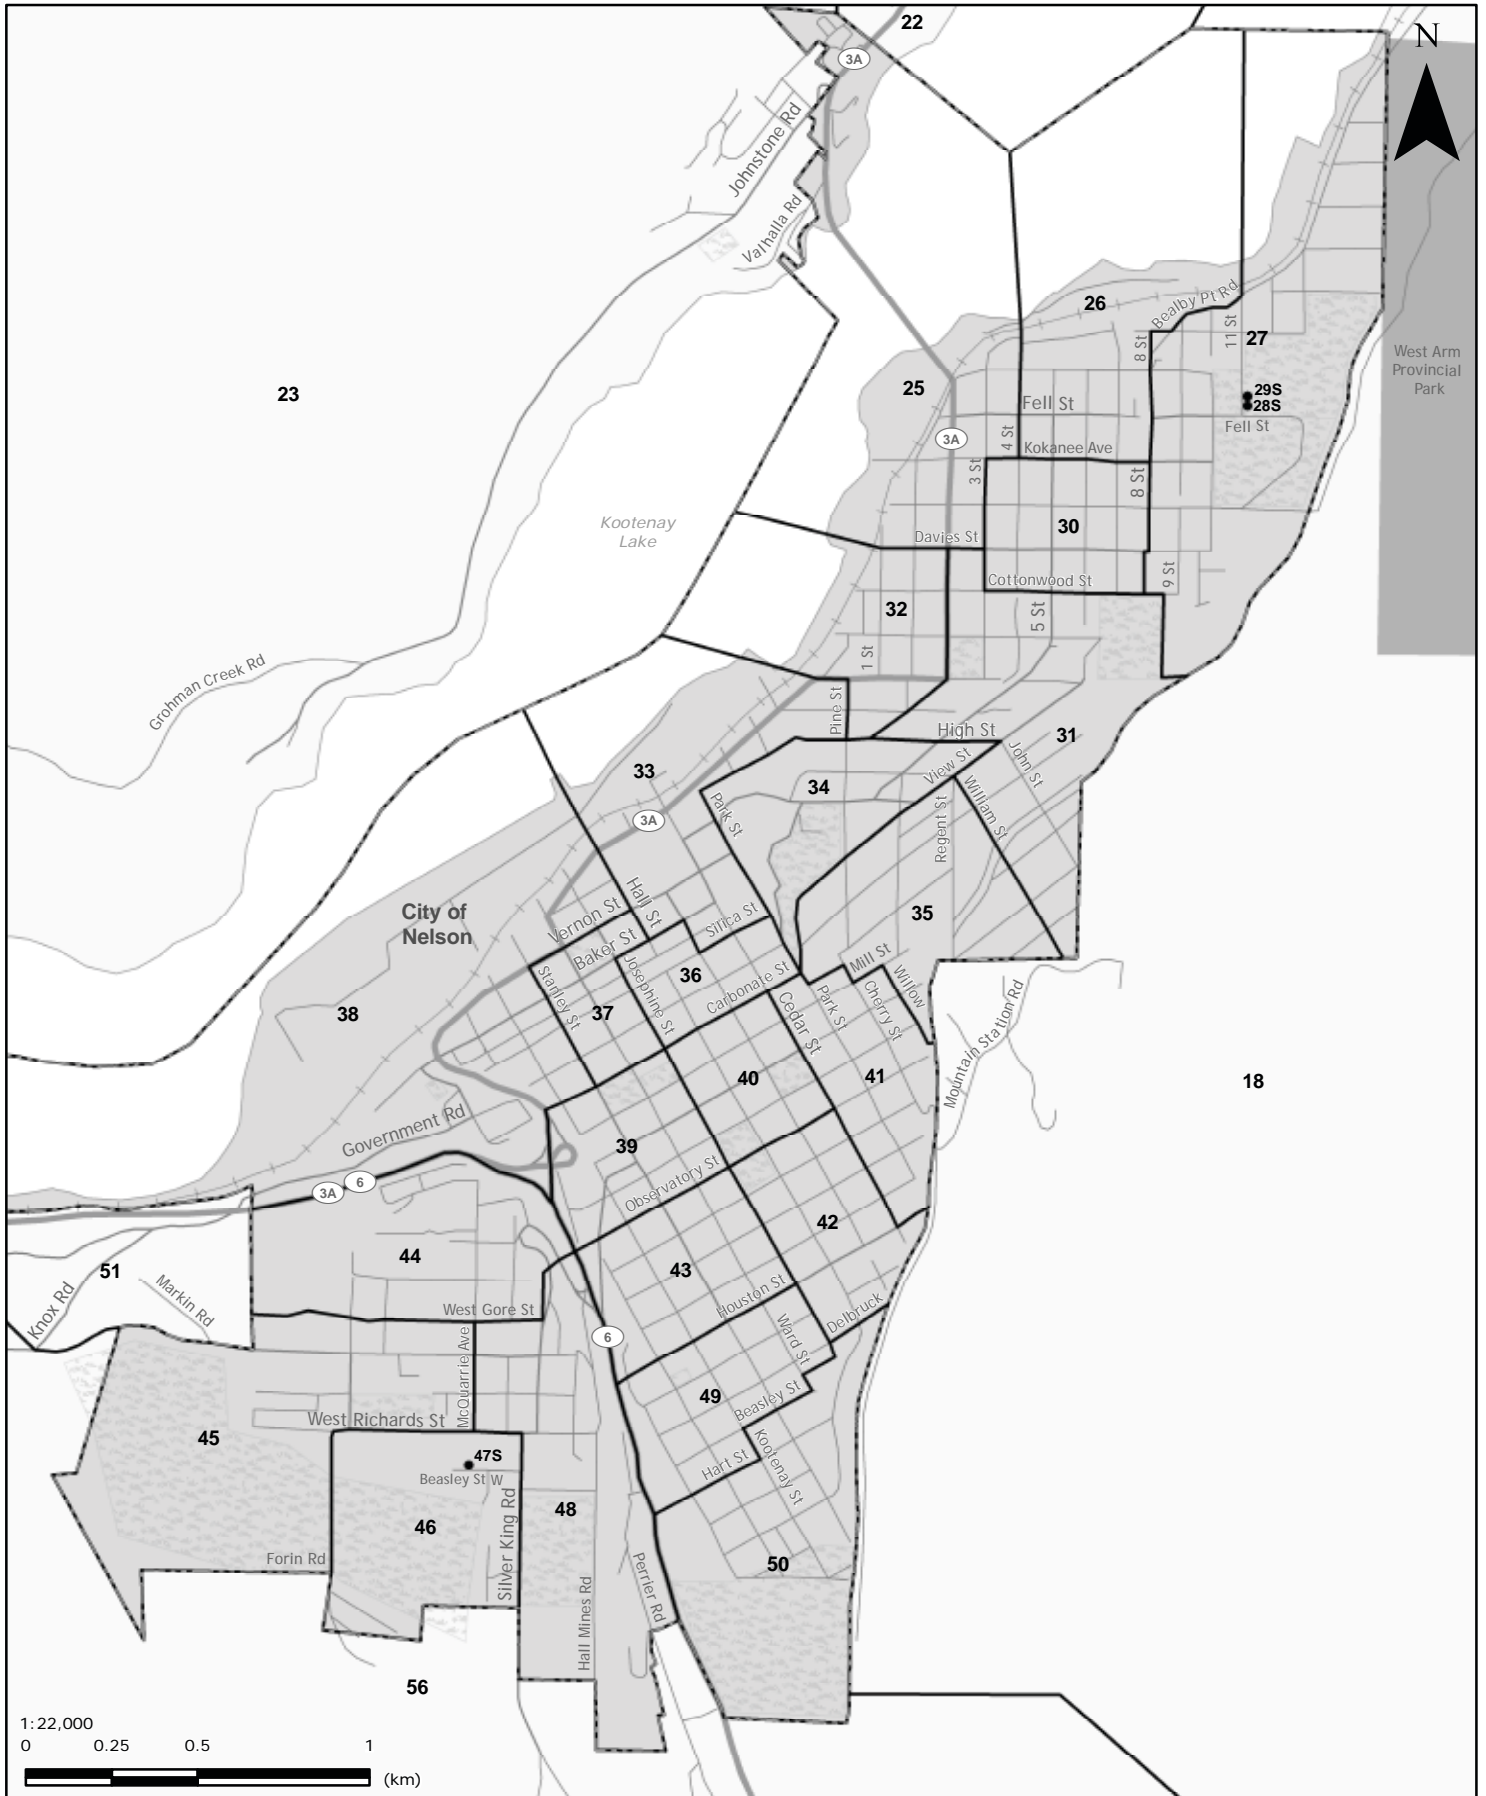 22
N
3A
Johnstone Rd
Valhalla Rd
26
Bealby Pt Rd
11 St
27
8 St
West Arm
Provincial
Park
23
25
29S
28S
Fell St
Fell St
3A
4 St
Kokanee Ave
3 St
8 St
Kootenay
Lake
30
Davies St
Cottonwood St
9 St
32
5 St
1 St
Grohman Creek Rd
Pine St
High St
31
33
View St
John St
34
Park St
William St
3A
Regent St
City of
Nelson
Hall St
Vernon St
Silica St
35
Baker St
Mill St
Josephine St
36
Stanley St
Carbonate St
Willow
37
Cedar St
Park St
Cherry St
38
Mountain Station Rd
40
41
18
Government Rd
39
Observatory St
3A
6
42
44
43
51
Knox Rd
Markin Rd
West Gore St
Houston St
Delbruck
Ward St
6
McQuarrie Ave
49
Beasley St
West Richards St
45
47S
Beasley St W
Hart St
Kootenay St
46
Silver King Rd
48
Forin Rd
50
Perrier Rd
Hall Mines Rd
56
1:22,000
0 0.25 0.5 1
(km)